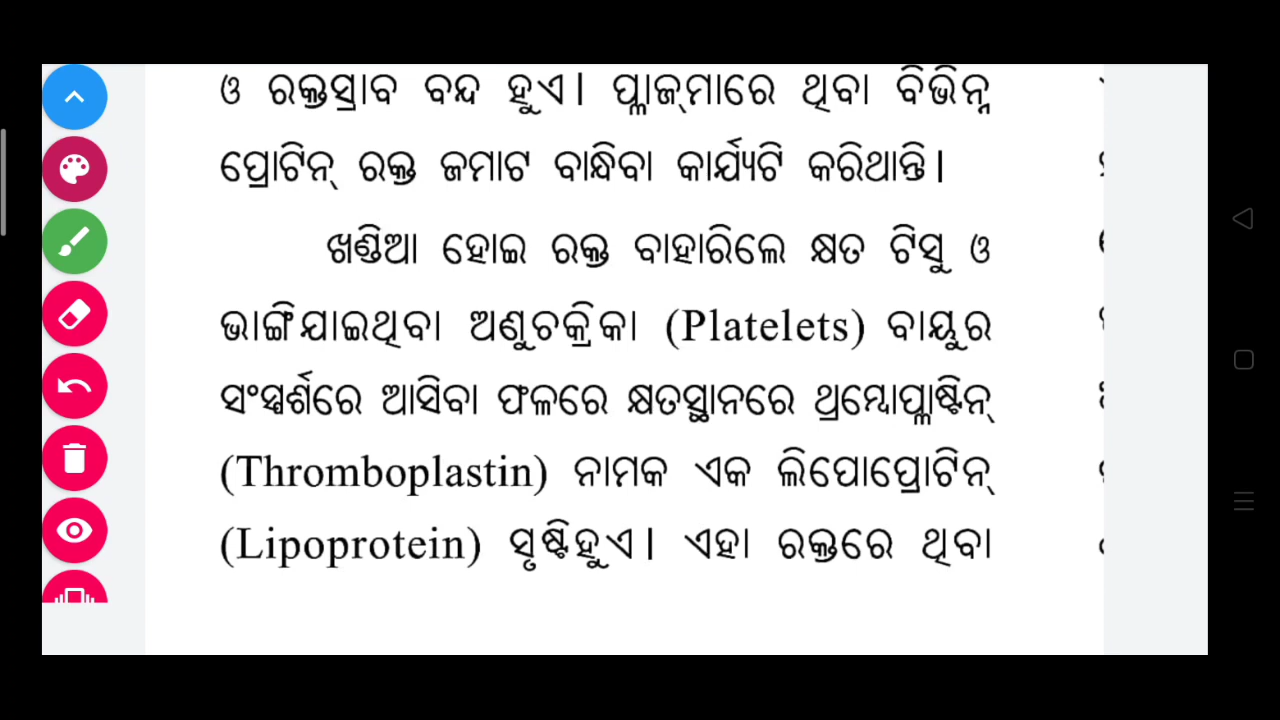 ଓ ରକ୍ତସ୍ରାବ ବନ୍ଦ ହୁଏ। ପ୍ଳାଜ୍‌ମାରେ ଥିବା ବିଭିନ୍ନ
ପ୍ରୋଟିନ୍ ରକ୍ତ ଜମାଟ ବାନ୍ଧିବା କାର୍ଯ୍ୟଟି କରିଥାନ୍ତି।
ଖଣ୍ଡିଆ ହୋଇ ରକ୍ତ ବାହାରିଲେ କ୍ଷତ ଟିସୁ ଓ
ଭାଙ୍ଗିଯାଇଥିବା ଅଣୁଚକ୍ରିକା (Platelets) ବାୟୁର
ସଂସ୍ପର୍ଶରେ ଆସିବା ଫଳରେ କ୍ଷତସ୍ଥାନରେ ଥ୍ରମ୍ବୋପ୍ଳାଷ୍ଟିନ୍
(Thromboplastin) ନାମକ ଏକ ଲିପୋପ୍ରୋଟିନ୍
(Lipoprotein) ସୃଷ୍ଟିହୁଏ। ଏହା ରକ୍ତରେ ଥିବା